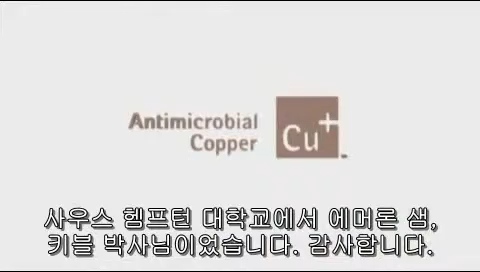 Antimicrobial
Copper
Cu+
사우스 헴프턴 대학교에서 에머론 샘,
키블 박사님이었습니다. 감사합니다.